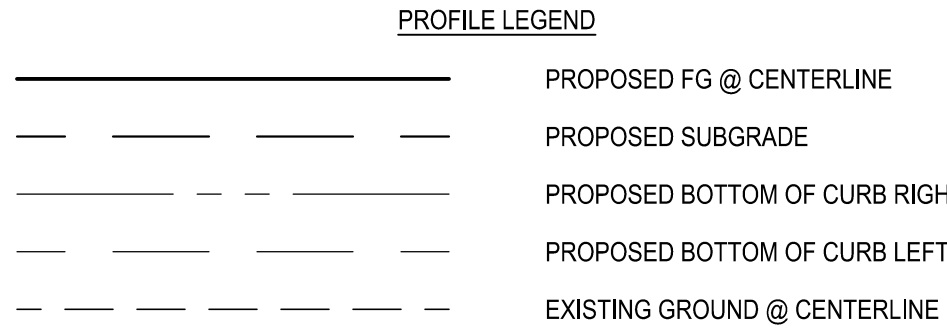 PROFILE LEGEND
PROPOSED FG @ CENTERLINE
PROPOSED SUBGRADE
PROPOSED BOTTOM OF CURB RIGH
PROPOSED BOTTOM OF CURB LEFT
EXISTING GROUND @ CENTERLINE